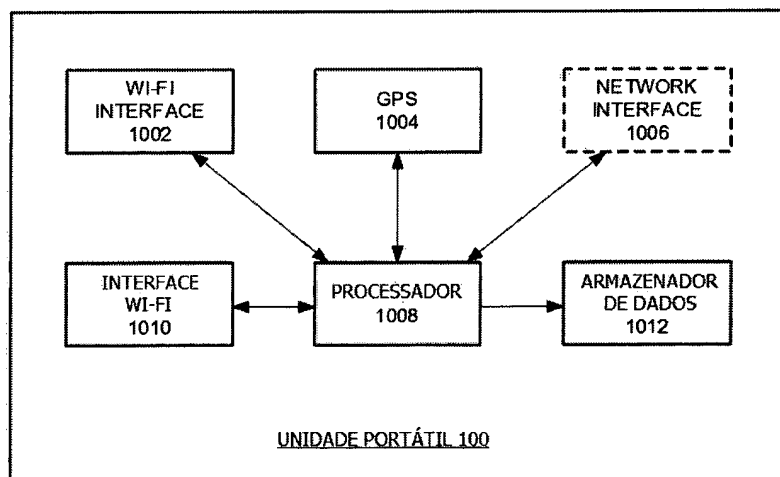 WI-FI
INTERFACE
1002
GPS
1004
NETWORK
INTERFACE
1006
INTERFACE
WI-FI
1010
PROCESSADOR
1008
ARMAZENADOR
DE DADOS
1012
UNIDADE PORTÁTIL 100